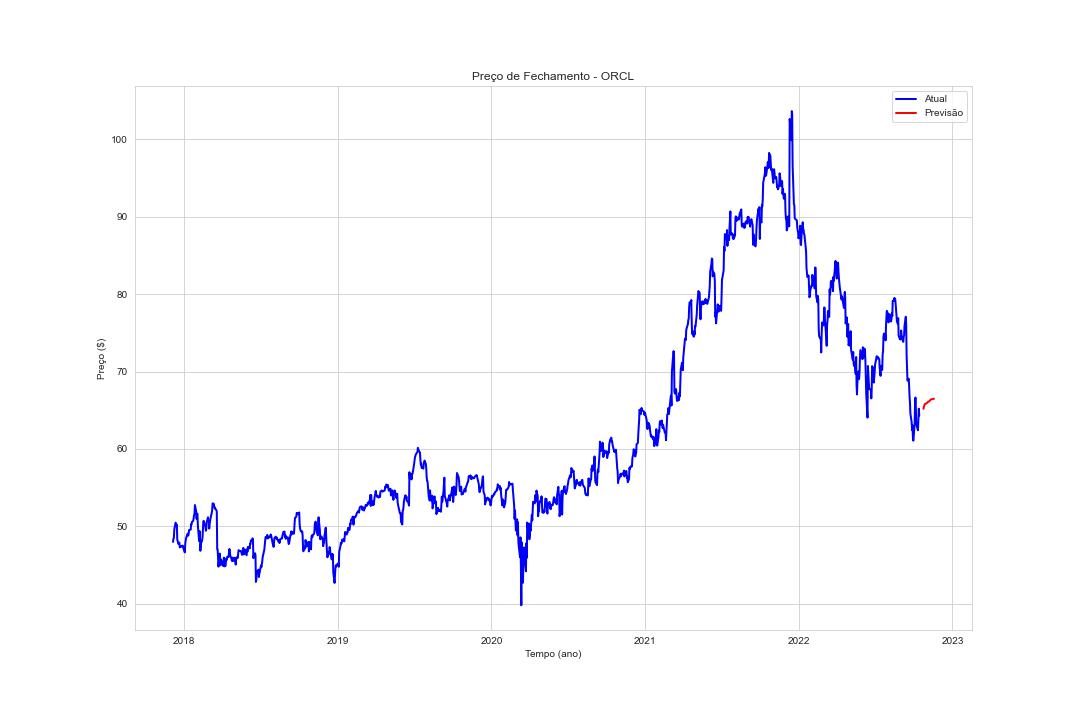 Preço de Fechamento - ORCL
Atual
Previsão
Preço ($)
100
90
80
70
60
50
40
2018
2019
2020
2021
2022
2023
Tempo (ano)